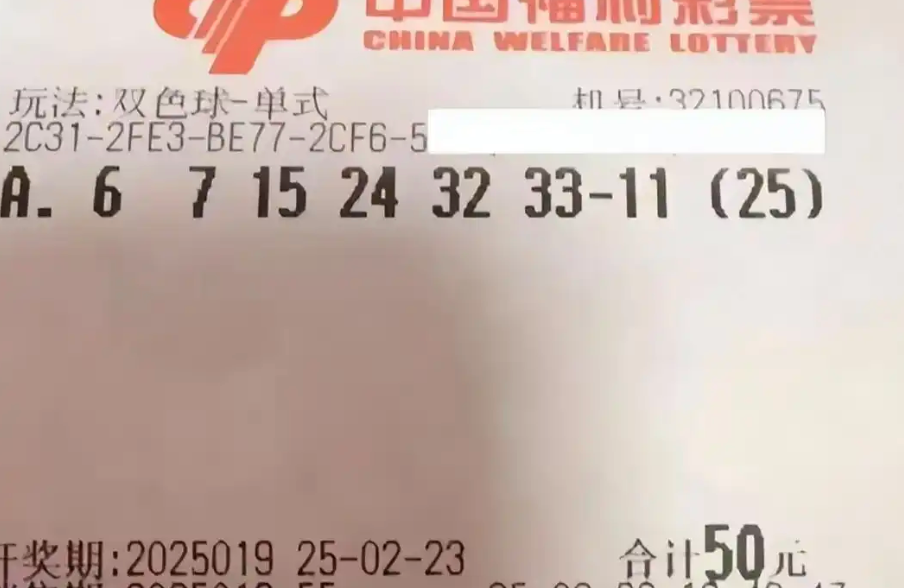 中国福利彩票
CHINA WELFARE LOTTERY
玩法:双色球-单式 机号:32100675
2C31-2FE3-BE77-2CF6-5
A. 6 7 15 24 32 33-11 (25)
开奖期:2025019 25-02-23 合计50元